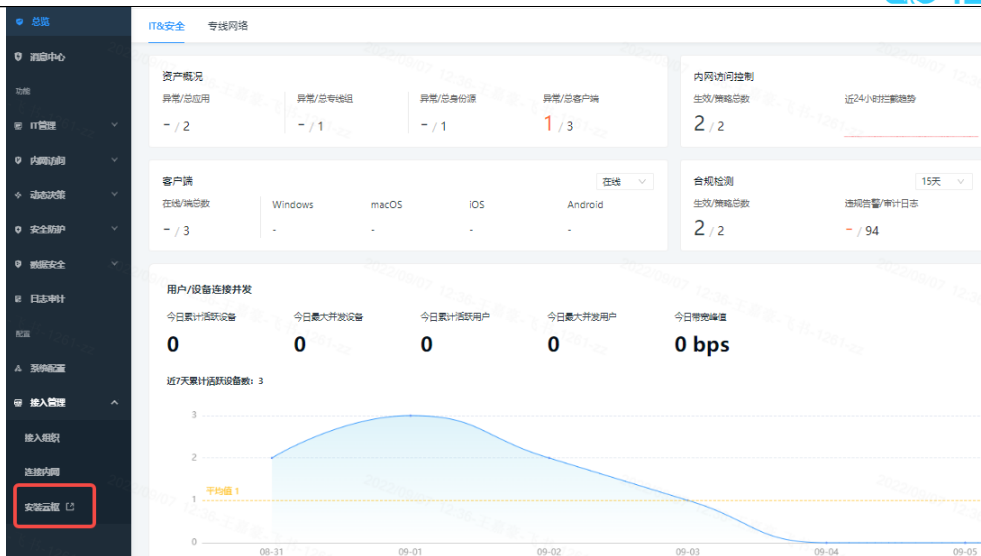 总览
消息中心
功能
IT管理
内网访问
动态决策
安全防护
数据安全
日志审计
配置
系统配置
接入管理
接入组织
连接内网
安装云枢
IT&安全 专线网络
资产概况
异常/总应用 异常/总专线组 异常/总身份源 异常/总客户端
- / 2 - / 1 - / 1 1 / 3
内网访问控制
生效/策略总数 近24小时拦截趋势
2 / 2
客户端 在线
在线/端总数 Windows macOS iOS Android
- / 3 - - - -
合规检测 15天
生效/策略总数 违规告警/审计日志
2 / 2 - / 94
用户/设备连接并发
今日累计活跃设备 今日最大并发设备 今日累计活跃用户 今日最大并发用户 今日带宽峰值
0 0 0 0 0 bps
近7天累计活跃设备数：3
3
2
平均值 1
1
0
08-31 09-01 09-02 09-03 09-04 09-05